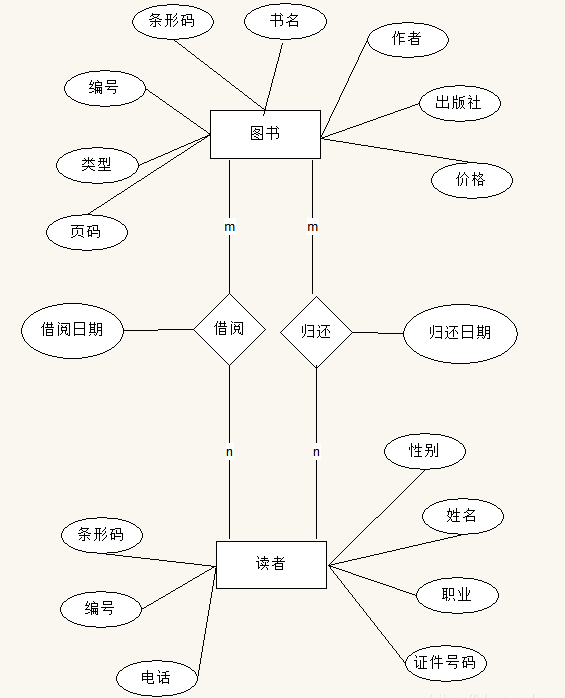 条形码
书名
作者
编号
出版社
图书
类型
价格
页码
m
m
借阅日期
借阅
归还
归还日期
n
n
性别
姓名
条形码
读者
职业
编号
证件号码
电话